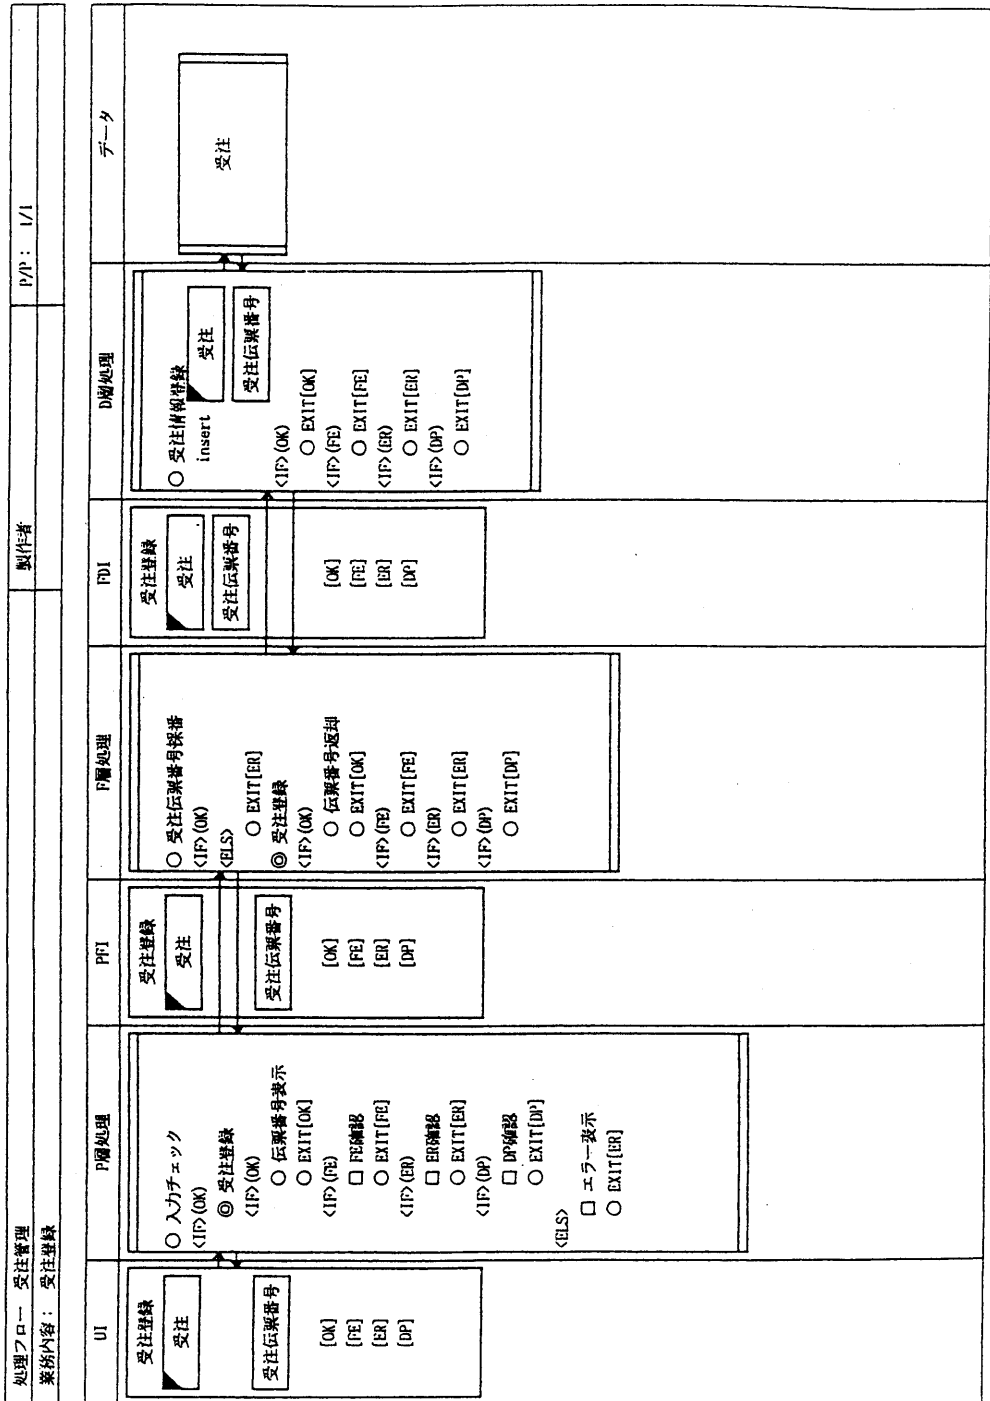 処理フロー 受注管理
製作者
P/P: 1/1
業務内容: 受注登録
UI
P層処理
PFI
F層処理
FDI
D層処理
データ
受注登録
受注
受注伝票番号
[OK]
[FE]
[ER]
[DP]
○ 入力チェック
<IF>(OK)
◎ 受注登録
<IF>(OK)
○ 伝票番号表示
○ EXIT[OK]
<IF>(FE)
□ FE確認
○ EXIT[FE]
<IF>(ER)
□ ER確認
○ EXIT[ER]
<IF>(DP)
□ DP確認
○ EXIT[DP]
<ELS>
□ エラー表示
○ EXIT[ER]
受注登録
受注
受注伝票番号
[OK]
[FE]
[ER]
[DP]
○ 受注伝票番号採番
<IF>(OK)
<ELS>
○ EXIT[ER]
◎ 受注登録
<IF>(OK)
○ 伝票番号返却
○ EXIT[OK]
<IF>(FE)
○ EXIT[FE]
<IF>(ER)
○ EXIT[ER]
<IF>(DP)
○ EXIT[DP]
受注登録
受注
受注伝票番号
[OK]
[FE]
[ER]
[DP]
○ 受注情報登録
insert
受注
受注伝票番号
<IF>(OK)
○ EXIT[OK]
<IF>(FE)
○ EXIT[FE]
<IF>(ER)
○ EXIT[ER]
<IF>(DP)
○ EXIT[DP]
受注